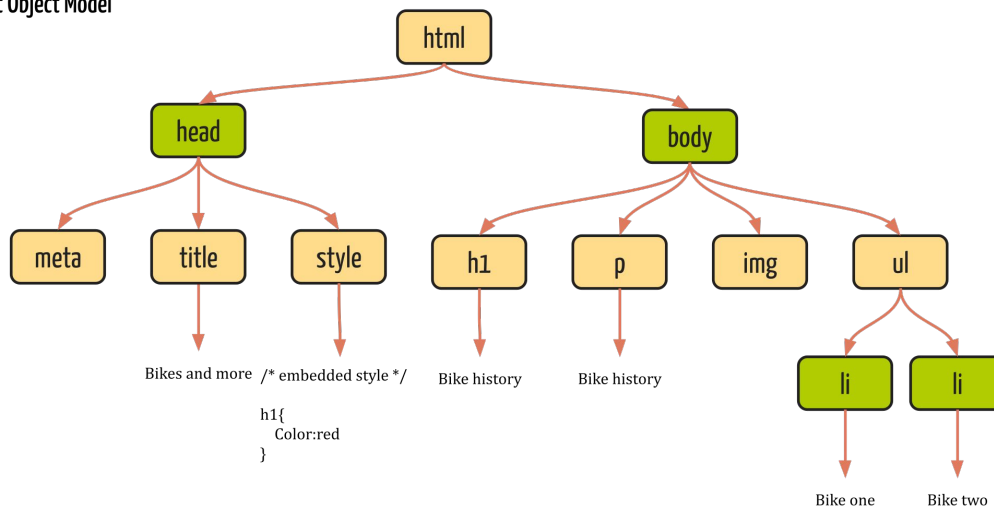 Object Model
html
head
body
meta
title
style
h1
p
img
ul
li
li
Bikes and more
/* embedded style */
h1{
Color:red
}
Bike history
Bike history
Bike one
Bike two